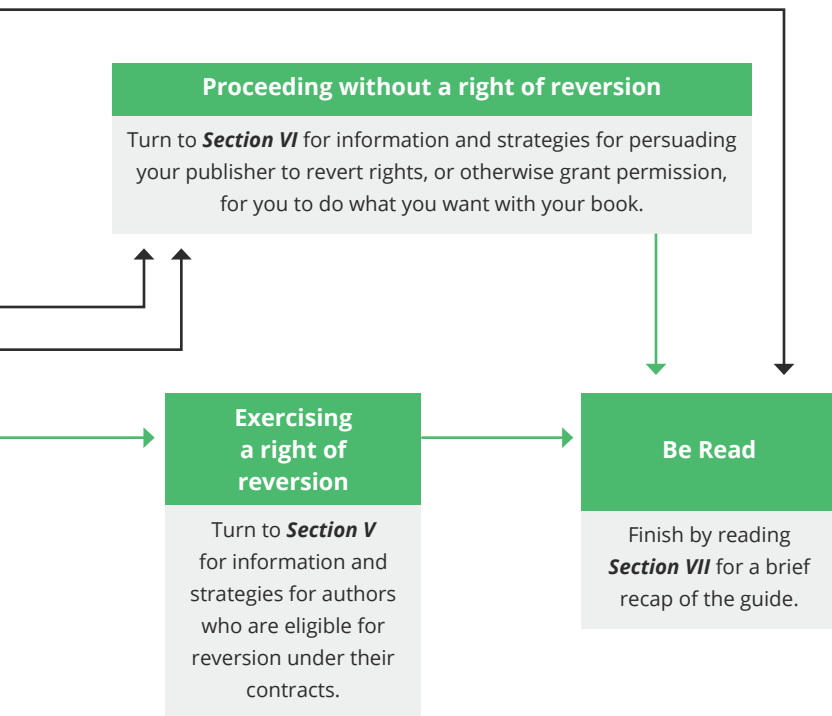 Proceeding without a right of reversion
Turn to Section VI for information and strategies for persuading
your publisher to revert rights, or otherwise grant permission,
for you to do what you want with your book.
Exercising
a right of
reversion
Turn to Section V
for information and
strategies for authors
who are eligible for
reversion under their
contracts.
Be Read
Finish by reading
Section VII for a brief
recap of the guide.